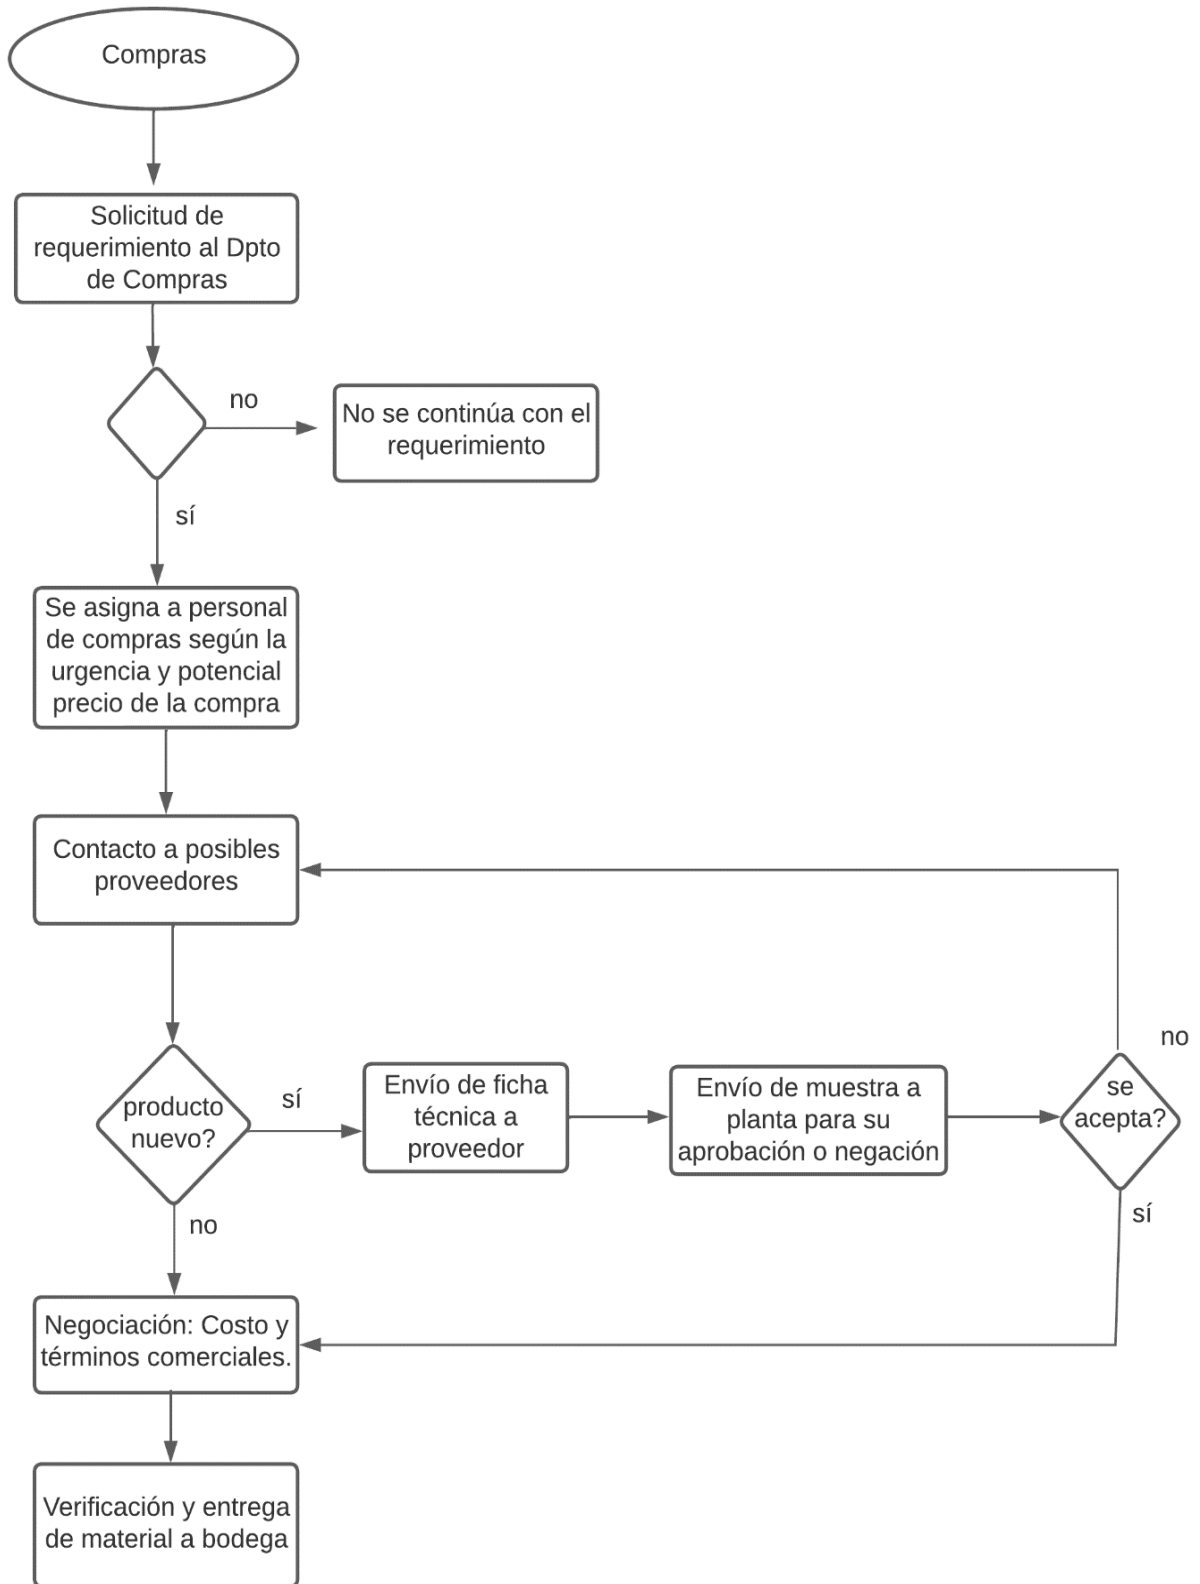 Compras
Solicitud de
requerimiento al Dpto
de Compras
no
No se continúa con el
requerimiento
sí
Se asigna a personal
de compras según la
urgencia y potencial
precio de la compra
Contacto a posibles
proveedores
producto
nuevo?
sí
Envío de ficha
técnica a
proveedor
Envío de muestra a
planta para su
aprobación o negación
se
acepta?
no
sí
no
Negociación: Costo y
términos comerciales.
Verificación y entrega
de material a bodega